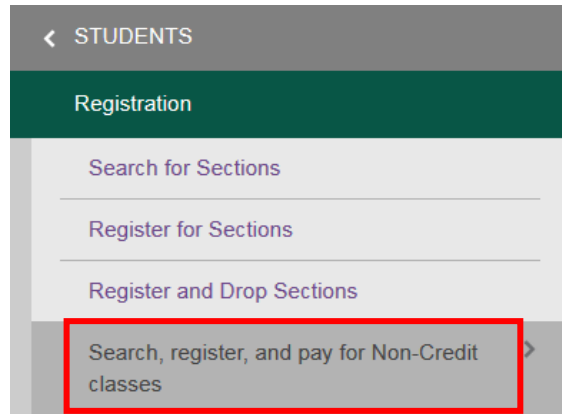 STUDENTS
Registration
Search for Sections
Register for Sections
Register and Drop Sections
Search, register, and pay for Non-Credit
classes